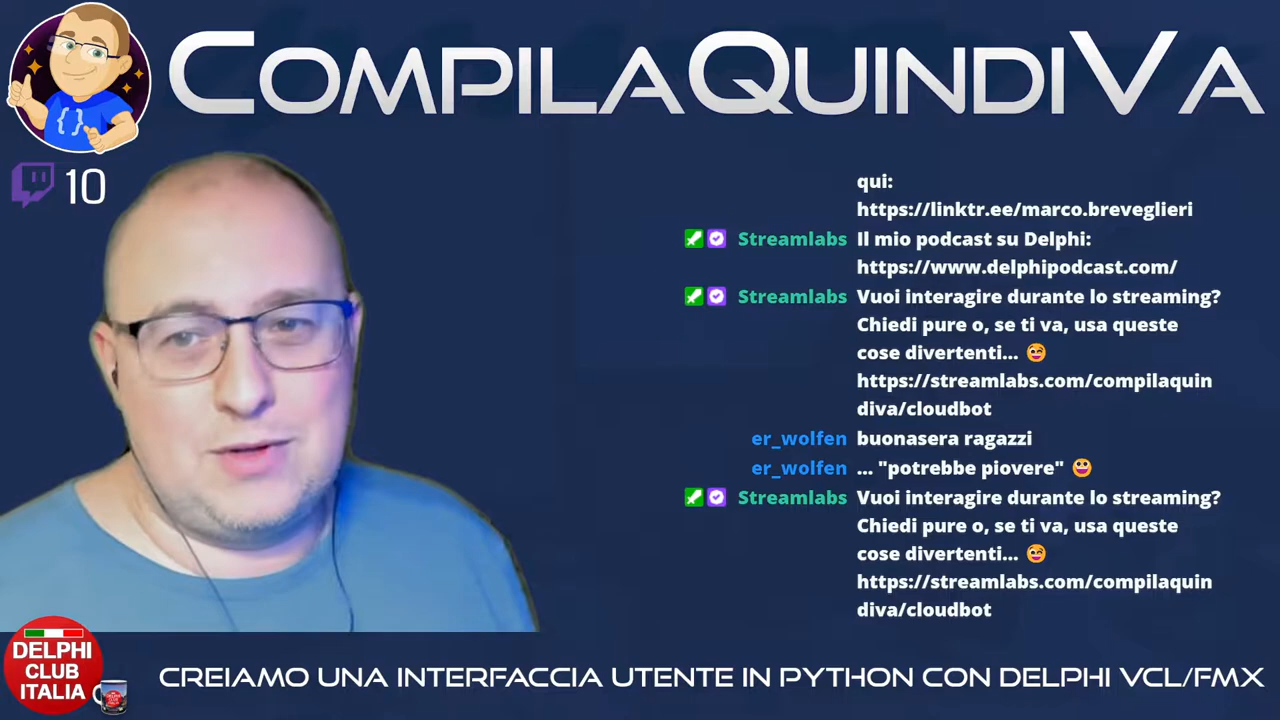 COMPILAQUINDIVA
10
qui:
https://linktr.ee/marco.breveglieri
Streamlabs Il mio podcast su Delphi:
https://www.delphipodcast.com/
Streamlabs Vuoi interagire durante lo streaming?
Chiedi pure o, se ti va, usa queste
cose divertenti... 😄
https://streamlabs.com/compilaquin
diva/cloudbot
er_wolfen buonasera ragazzi
er_wolfen ... "potrebbe piovere" 😀
Streamlabs Vuoi interagire durante lo streaming?
Chiedi pure o, se ti va, usa queste
cose divertenti... 😄
https://streamlabs.com/compilaquin
diva/cloudbot
DELPHI
CLUB
ITALIA
CREIAMO UNA INTERFACCIA UTENTE IN PYTHON CON DELPHI VCL/FMX